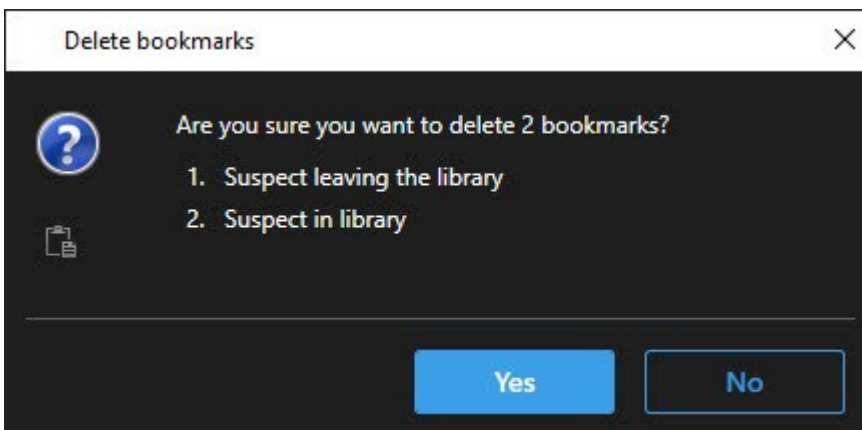 Delete bookmarks
Are you sure you want to delete 2 bookmarks?
1. Suspect leaving the library
2. Suspect in library
Yes
No